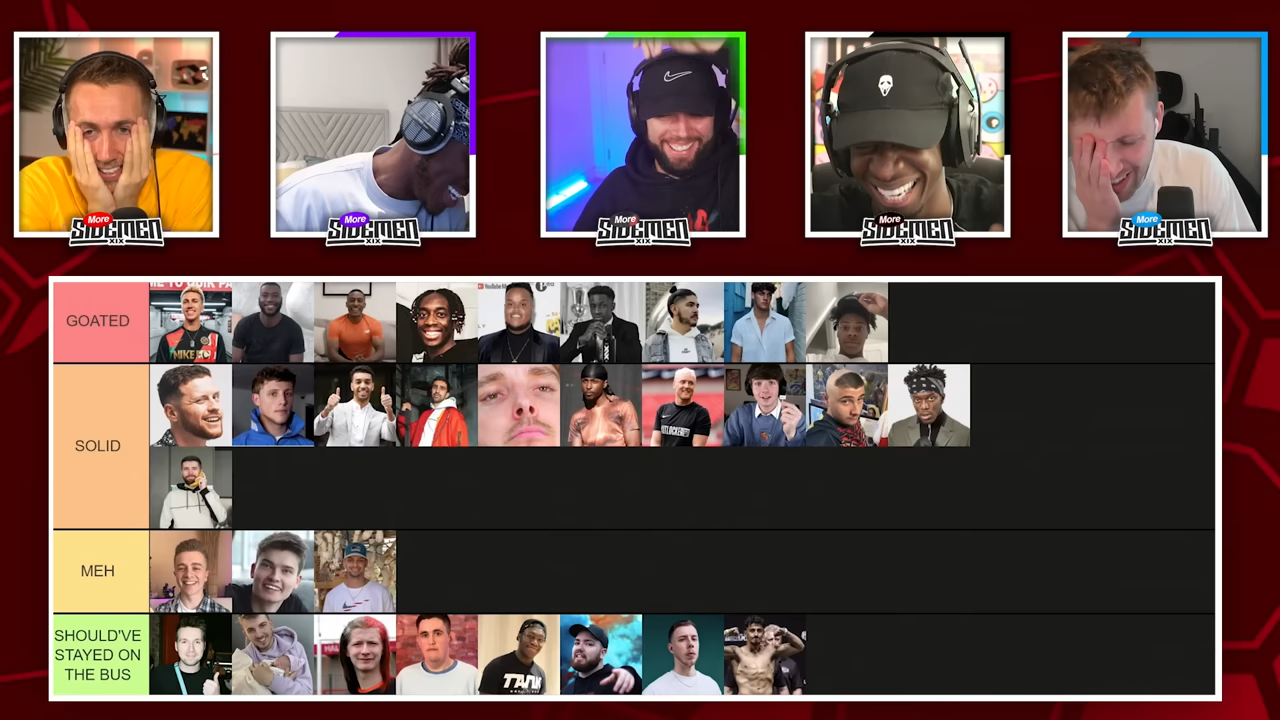 More
SIDEMEN
XIX
More
SIDEMEN
XIX
More
SIDEMEN
XIX
More
SIDEMEN
XIX
More
SIDEMEN
XIX
GOATED
SOLID
MEH
SHOULD'VE
STAYED ON
THE BUS
TANK